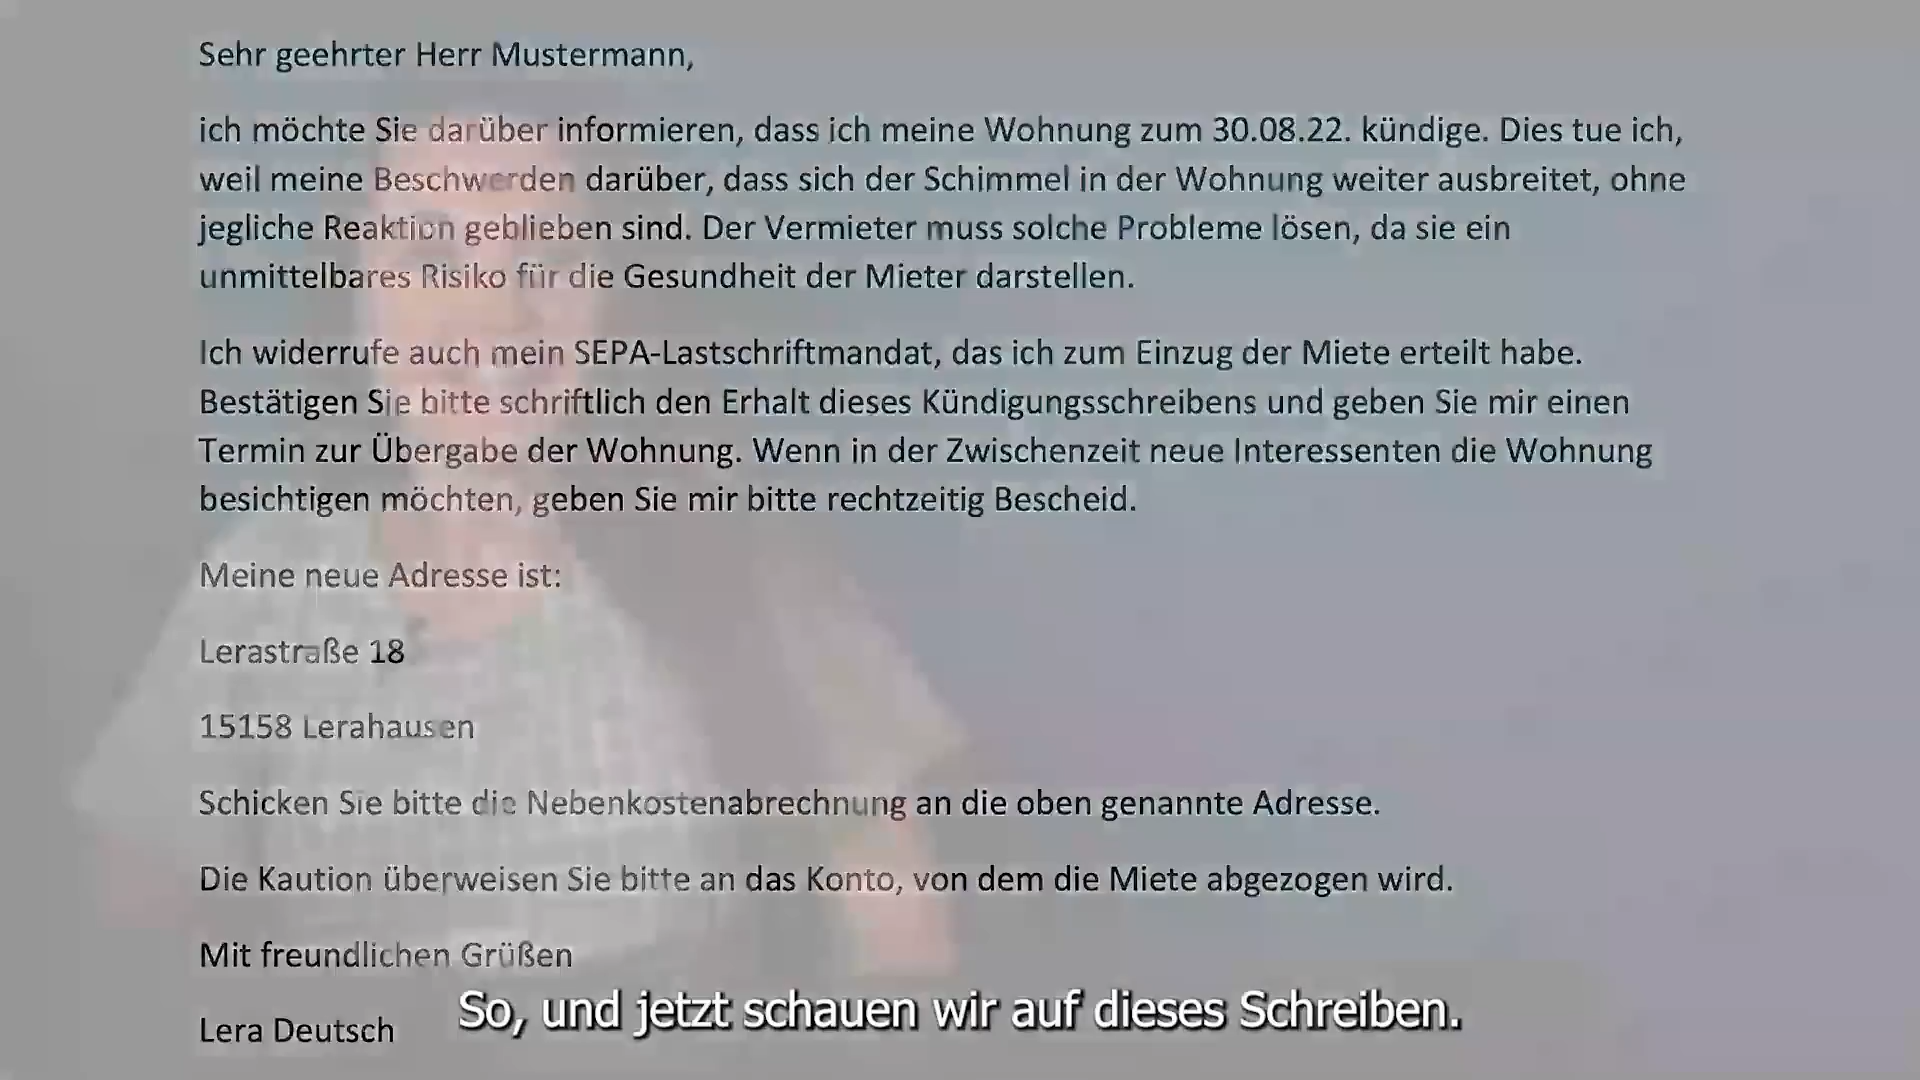 Sehr geehrter Herr Mustermann,
ich möchte Sie darüber informieren, dass ich meine Wohnung zum 30.08.22. kündige. Dies tue ich,
weil meine Beschwerden darüber, dass sich der Schimmel in der Wohnung weiter ausbreitet, ohne
jegliche Reaktion geblieben sind. Der Vermieter muss solche Probleme lösen, da sie ein
unmittelbares Risiko für die Gesundheit der Mieter darstellen.
Ich widerrufe auch mein SEPA-Lastschriftmandat, das ich zum Einzug der Miete erteilt habe.
Bestätigen Sie bitte schriftlich den Erhalt dieses Kündigungsschreibens und geben Sie mir einen
Termin zur Übergabe der Wohnung. Wenn in der Zwischenzeit neue Interessenten die Wohnung
besichtigen möchten, geben Sie mir bitte rechtzeitig Bescheid.
Meine neue Adresse ist:
Lerastraße 18
15158 Lerahausen
Schicken Sie bitte die Nebenkostenabrechnung an die oben genannte Adresse.
Die Kaution überweisen Sie bitte an das Konto, von dem die Miete abgezogen wird.
Mit freundlichen Grüßen
Lera Deutsch
So, und jetzt schauen wir auf dieses Schreiben.